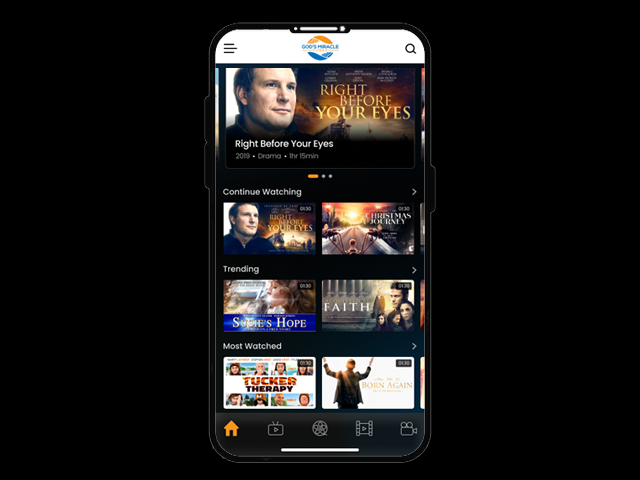 GOD'S MIRACLE
RIGHT
BEFORE
YOUR EYES
Right Before Your Eyes
2019 • Drama • 1hr 15min
Continue Watching
01:30
RIGHT
BEFORE
YOUR EYES
01:30
CHRISTMAS
JOURNEY
Trending
01:30
SUSIE'S HOPE
01:30
FAITH
Most Watched
01:30
TUCKER
THERAPY
01:30
BORN AGAIN